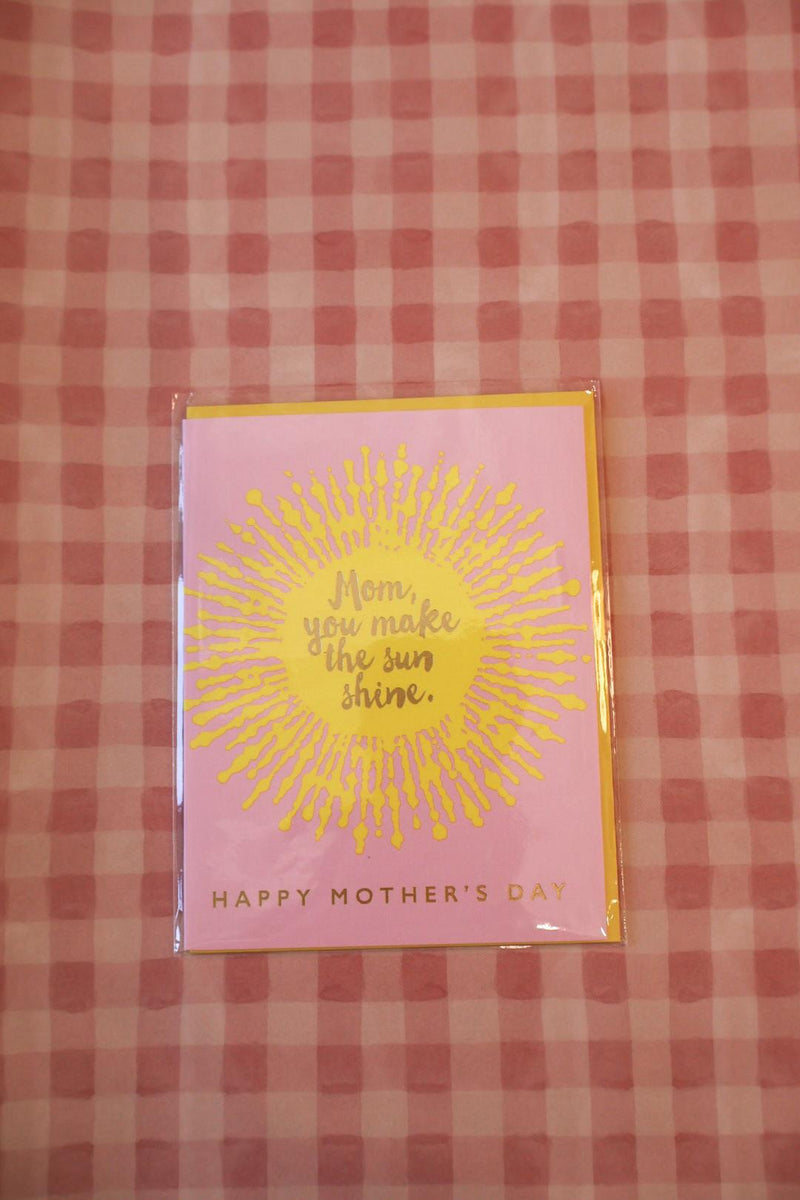 Mom,
you make
the sun
shine.
HAPPY MOTHER'S DAY